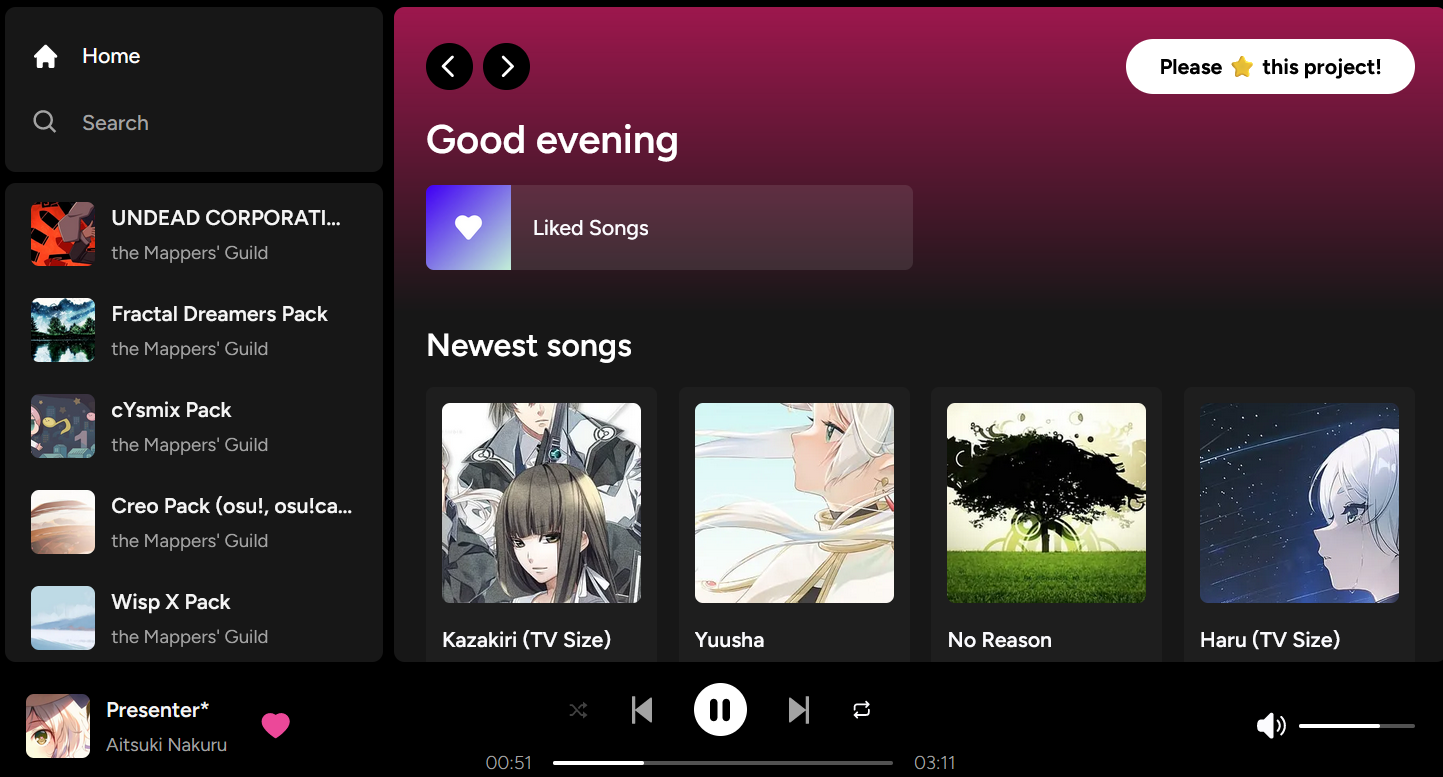 Home
Search
UNDEAD CORPORATI...
the Mappers' Guild
Fractal Dreamers Pack
the Mappers' Guild
cYsmix Pack
the Mappers' Guild
Creo Pack (osu!, osu!ca...
the Mappers' Guild
Wisp X Pack
the Mappers' Guild
Please ⭐ this project!
Good evening
Liked Songs
Newest songs
Kazakiri (TV Size)
Yuusha
No Reason
Haru (TV Size)
Presenter*
Aitsuki Nakuru
00:51
03:11